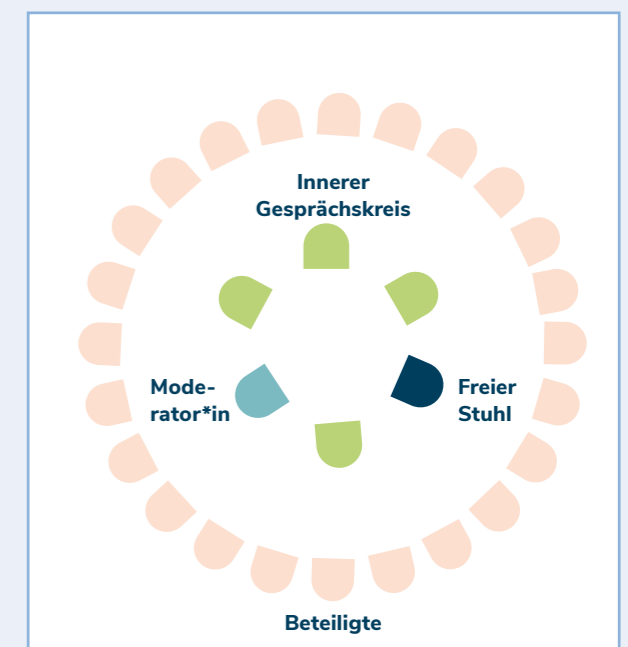 Innerer
Gesprächskreis
Mode-
rator*in
Freier
Stuhl
Beteiligte